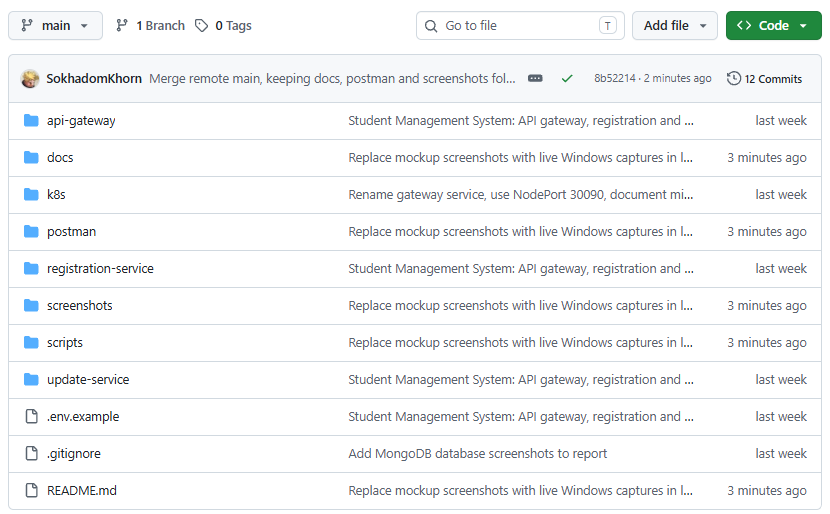 main 1 Branch 0 Tags Go to file T Add file Code
SokhadomKhorn Merge remote main, keeping docs, postman and screenshots fol... 8b52214 · 2 minutes ago 12 Commits
api-gateway Student Management System: API gateway, registration and ... last week
docs Replace mockup screenshots with live Windows captures in l... 3 minutes ago
k8s Rename gateway service, use NodePort 30090, document mi... last week
postman Replace mockup screenshots with live Windows captures in l... 3 minutes ago
registration-service Student Management System: API gateway, registration and ... last week
screenshots Replace mockup screenshots with live Windows captures in l... 3 minutes ago
scripts Replace mockup screenshots with live Windows captures in l... 3 minutes ago
update-service Student Management System: API gateway, registration and ... last week
.env.example Student Management System: API gateway, registration and ... last week
.gitignore Add MongoDB database screenshots to report last week
README.md Replace mockup screenshots with live Windows captures in l... 3 minutes ago